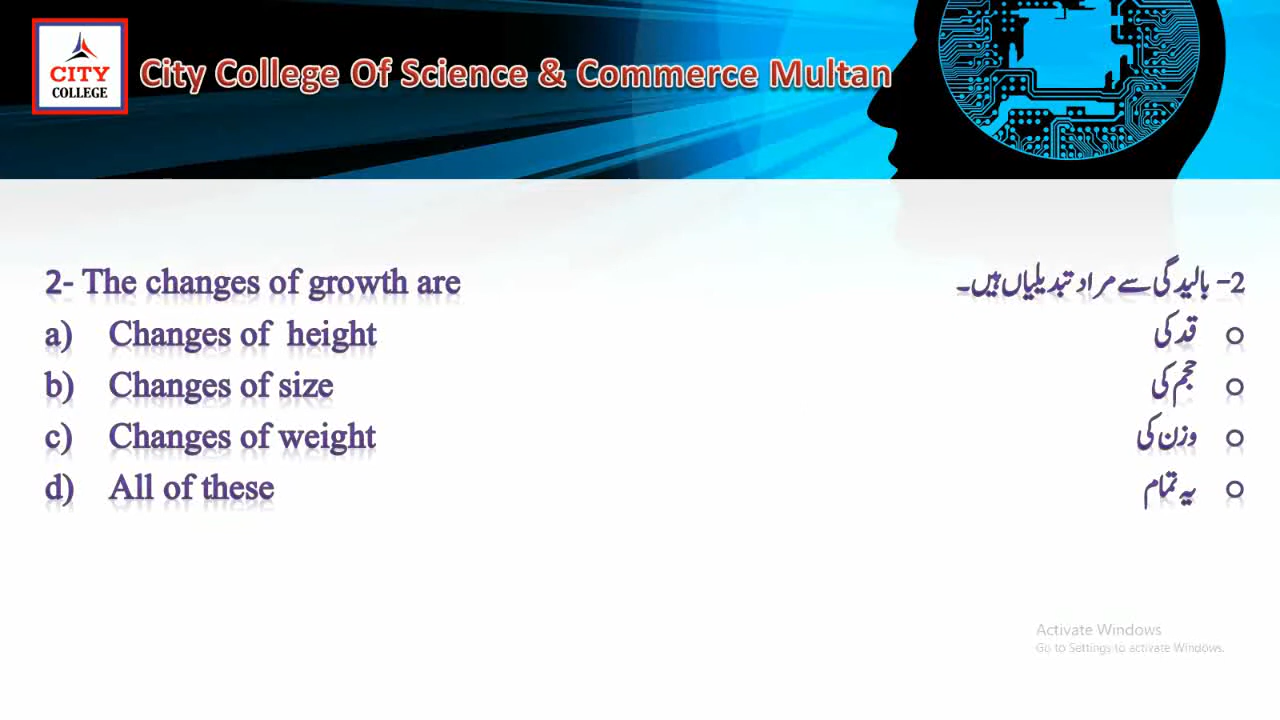 CITY
COLLEGE
City College Of Science & Commerce Multan
2- The changes of growth are
a) Changes of height
b) Changes of size
c) Changes of weight
d) All of these
2- بالیدگی سے مراد تبدیلیاں ہیں۔
○ قد کی
○ حجم کی
○ وزن کی
○ یہ تمام
Activate Windows
Go to Settings to activate Windows.